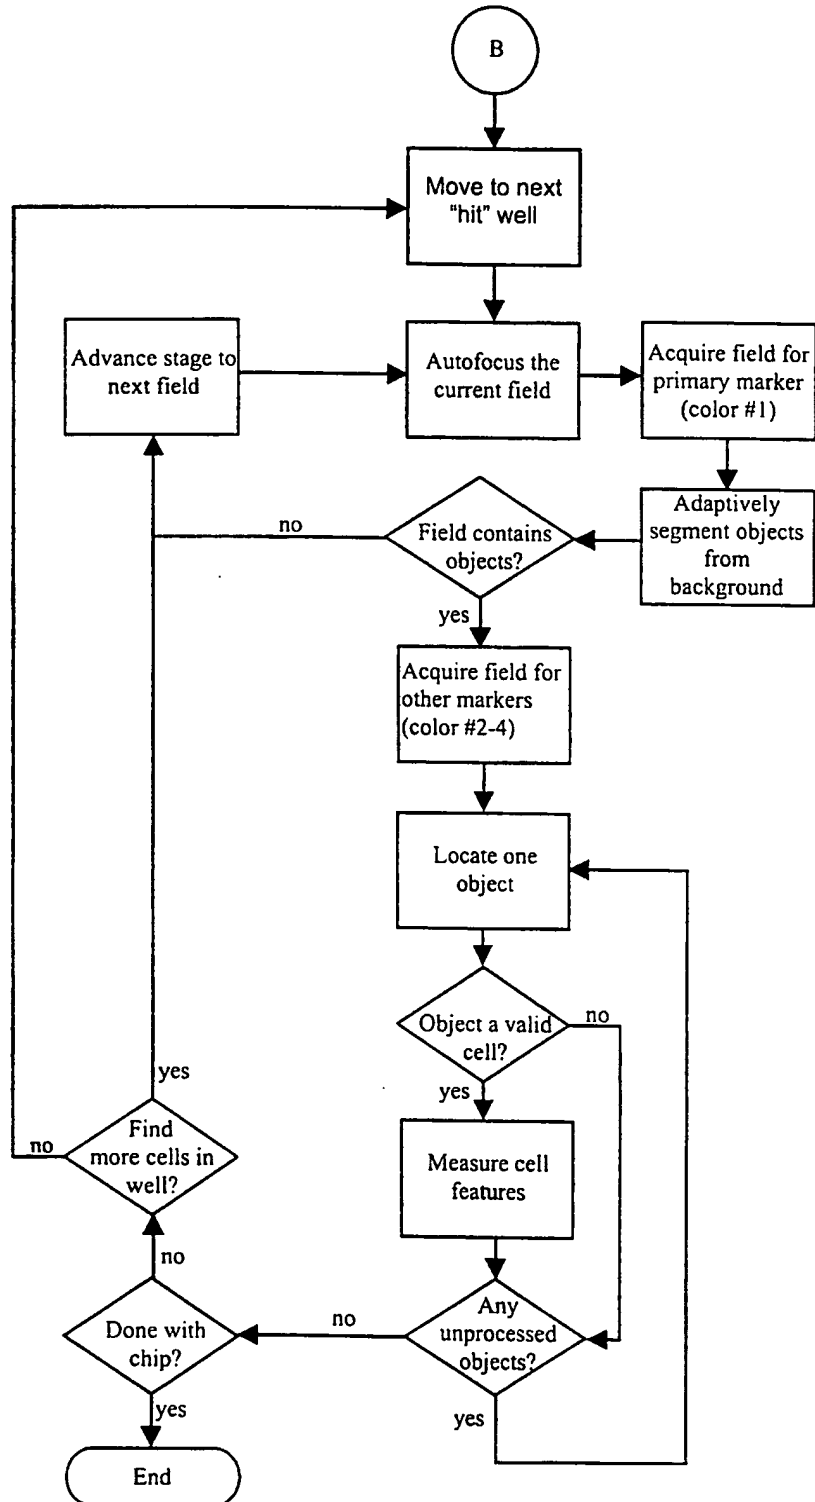 B
Move to next
"hit" well
Advance stage to
next field
Autofocus the
current field
Acquire field for
primary marker
(color #1)
Adaptively
segment objects
from
background
Field contains
objects?
no
yes
Acquire field for
other markers
(color #2-4)
Locate one
object
Object a valid
cell?
no
yes
Measure cell
features
Any
unprocessed
objects?
yes
no
Done with
chip?
no
yes
Find
more cells in
well?
yes
no
End